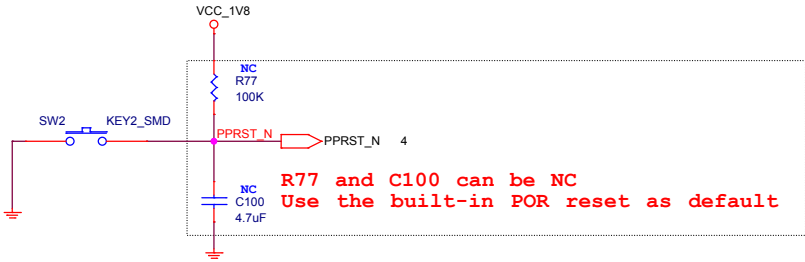 VCC_1V8
NC
R77
100K
SW2 KEY2_SMD
PPRST_N
PPRST_N 4
NC
C100
4.7uF
R77 and C100 can be NC
Use the built-in POR reset as default